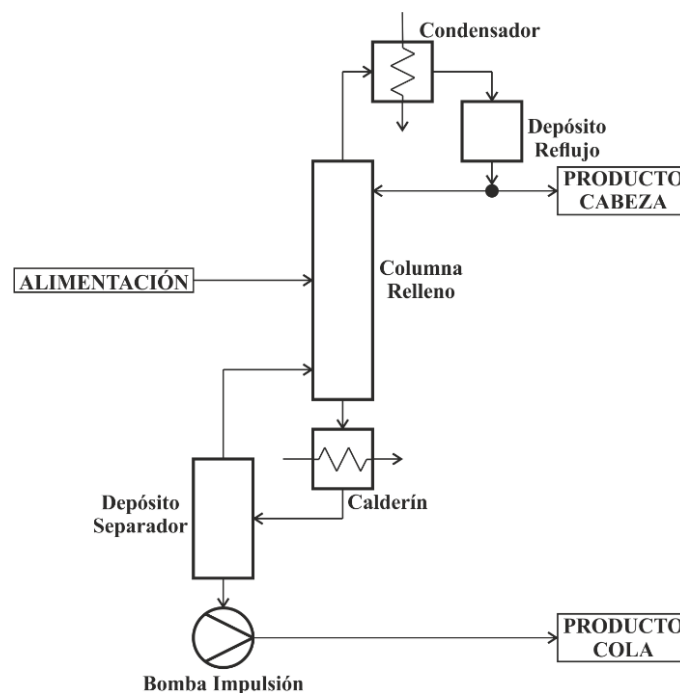 Condensador
Depósito
Reflujo
PRODUCTO
CABEZA
ALIMENTACIÓN
Columna
Relleno
Depósito
Separador
Calderín
PRODUCTO
COLA
Bomba Impulsión